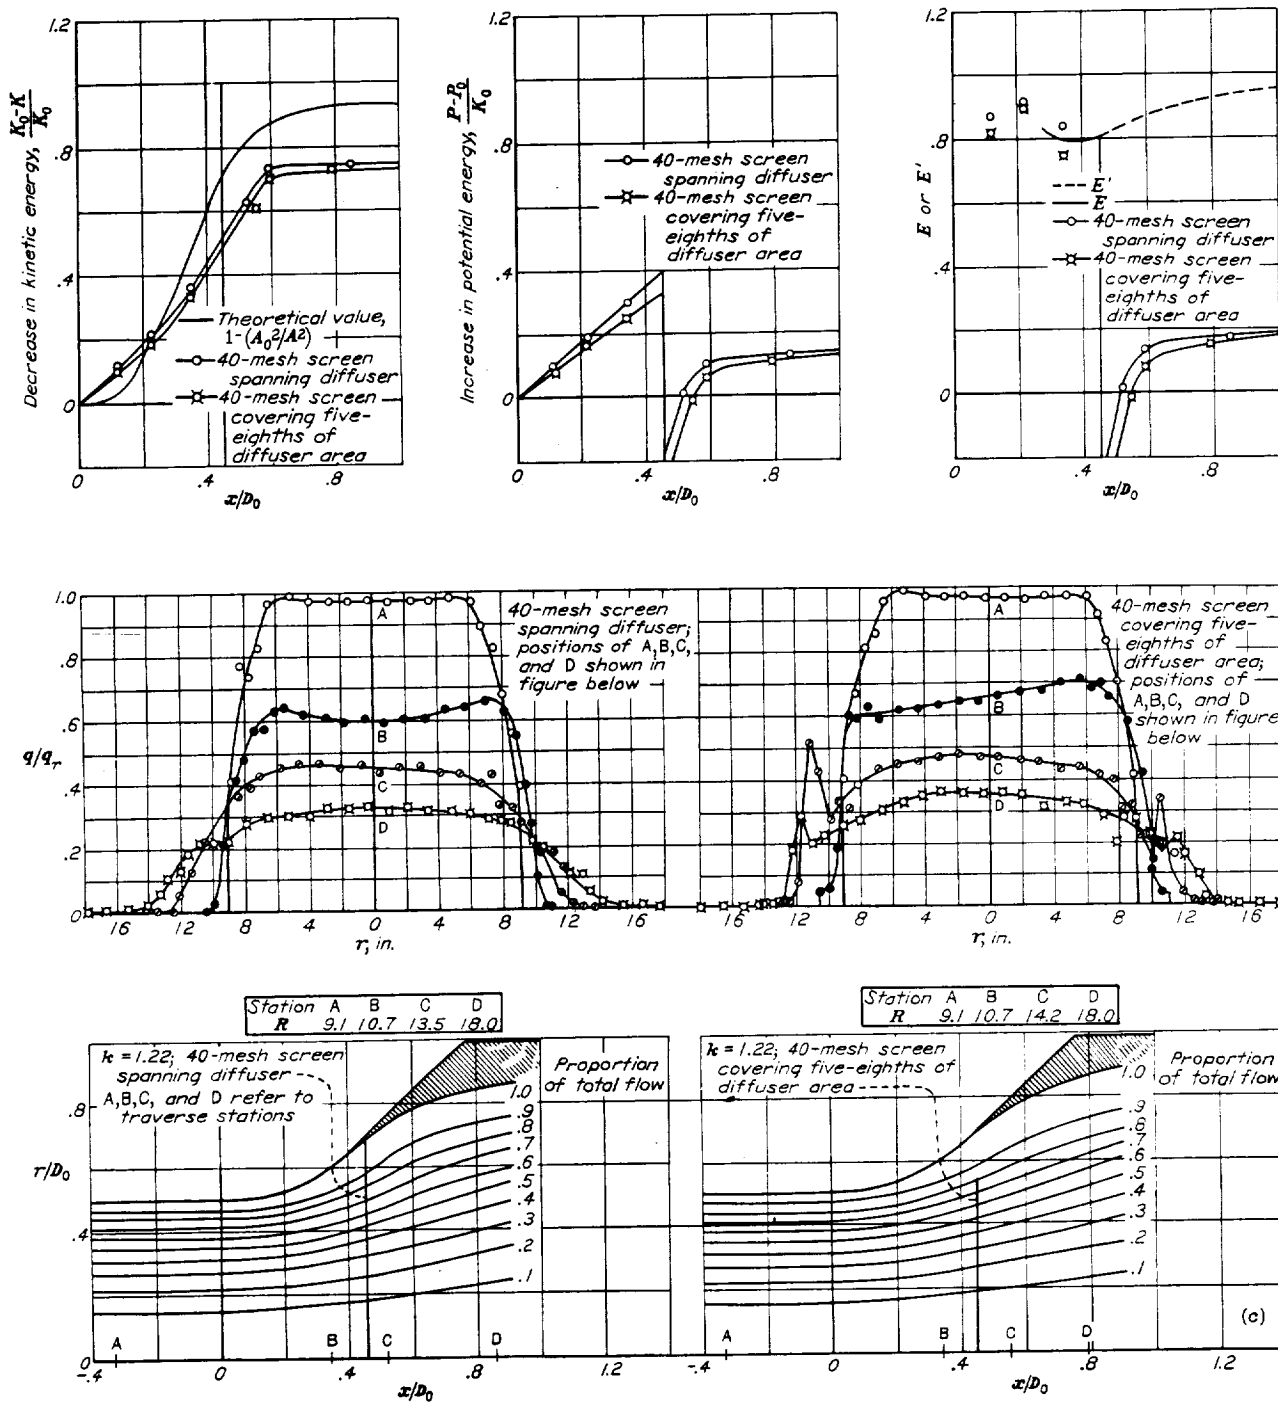 1.2
.8
.4
0
Decrease in kinetic energy, K0-K/K0
Theoretical value,
1-(A0²/A²)
40-mesh screen
spanning diffuser
40-mesh screen
covering five-
eighths of
diffuser area
0 .4 .8
x/D0
1.2
.8
.4
0
Increase in potential energy, P-P0/K0
40-mesh screen
spanning diffuser
40-mesh screen
covering five-
eighths of
diffuser area
0 .4 .8
x/D0
1.2
.8
.4
0
E or E'
E'
E
40-mesh screen
spanning diffuser
40-mesh screen
covering five-
eighths of
diffuser area
0 .4 .8
x/D0
1.0
.8
.6
.4
.2
0
q/qr
40-mesh screen
spanning diffuser;
positions of A,B,C,
and D shown in
figure below
A
B
C
D
16 12 8 4 0 4 8 12 16
r, in.
40-mesh screen
covering five-
eighths of
diffuser area;
positions of
A,B,C, and D
shown in figure
below
A
B
C
D
16 12 8 4 0 4 8 12 16
r, in.
Station A B C D
R 9.1 10.7 13.5 18.0
k = 1.22; 40-mesh screen
spanning diffuser
A,B,C, and D refer to
traverse stations
Proportion
of total flow
1.0
.9
.8
.7
.6
.5
.4
.3
.2
.1
.8
r/D0
.4
0
A B C D
-.4 0 .4 .8 1.2
x/D0
Station A B C D
R 9.1 10.7 14.2 18.0
k = 1.22; 40-mesh screen
covering five-eighths of
diffuser area
Proportion
of total flow
1.0
.9
.8
.7
.6
.5
.4
.3
.2
.1
A B C D
(c)
-.4 0 .4 .8 1.2
x/D0